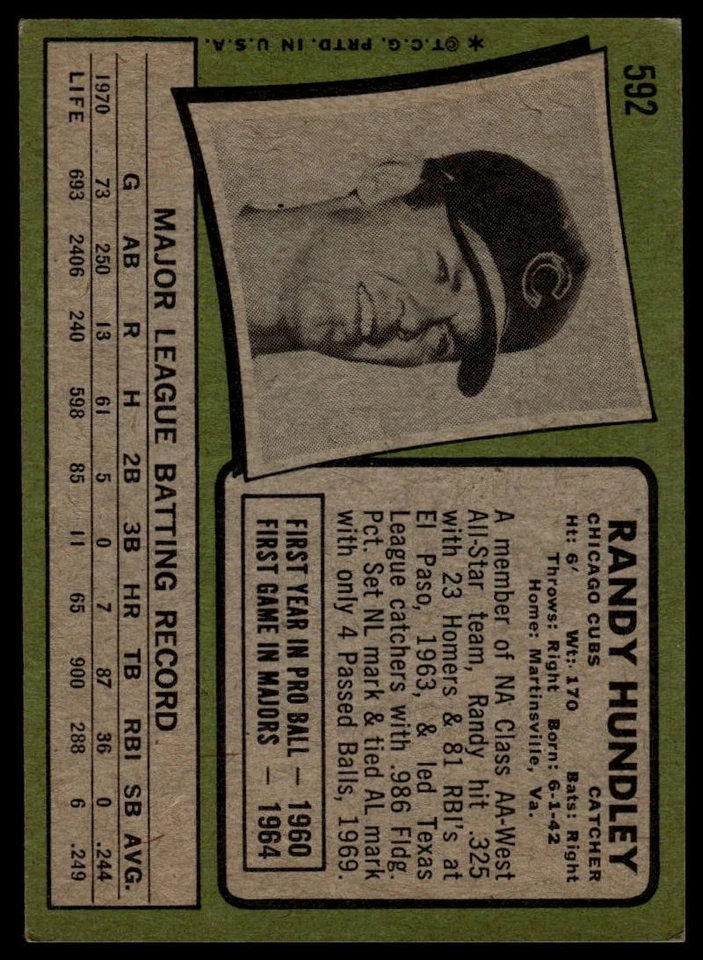 592
* © T.C.G. PRTD. IN U.S.A.
C
RANDY HUNDLEY
CHICAGO CUBS CATCHER
Ht: 6' Wt: 170 Bats: Right
Throws: Right Born: 6-1-42
Home: Martinsville, Va.
A member of NA Class AA-West
All-Star team, Randy hit .325
with 23 Homers & 81 RBI's at
El Paso, 1963, & led Texas
League catchers with .986 Fldg.
Pct. Set NL mark & tied AL mark
with only 4 Passed Balls, 1969.
FIRST YEAR IN PRO BALL — 1960
FIRST GAME IN MAJORS — 1964
MAJOR LEAGUE BATTING RECORD
G AB R H 2B 3B HR TB RBI SB AVG.
1970 73 250 13 61 5 0 7 87 36 0 .244
LIFE 693 2406 240 598 85 11 65 900 288 6 .249